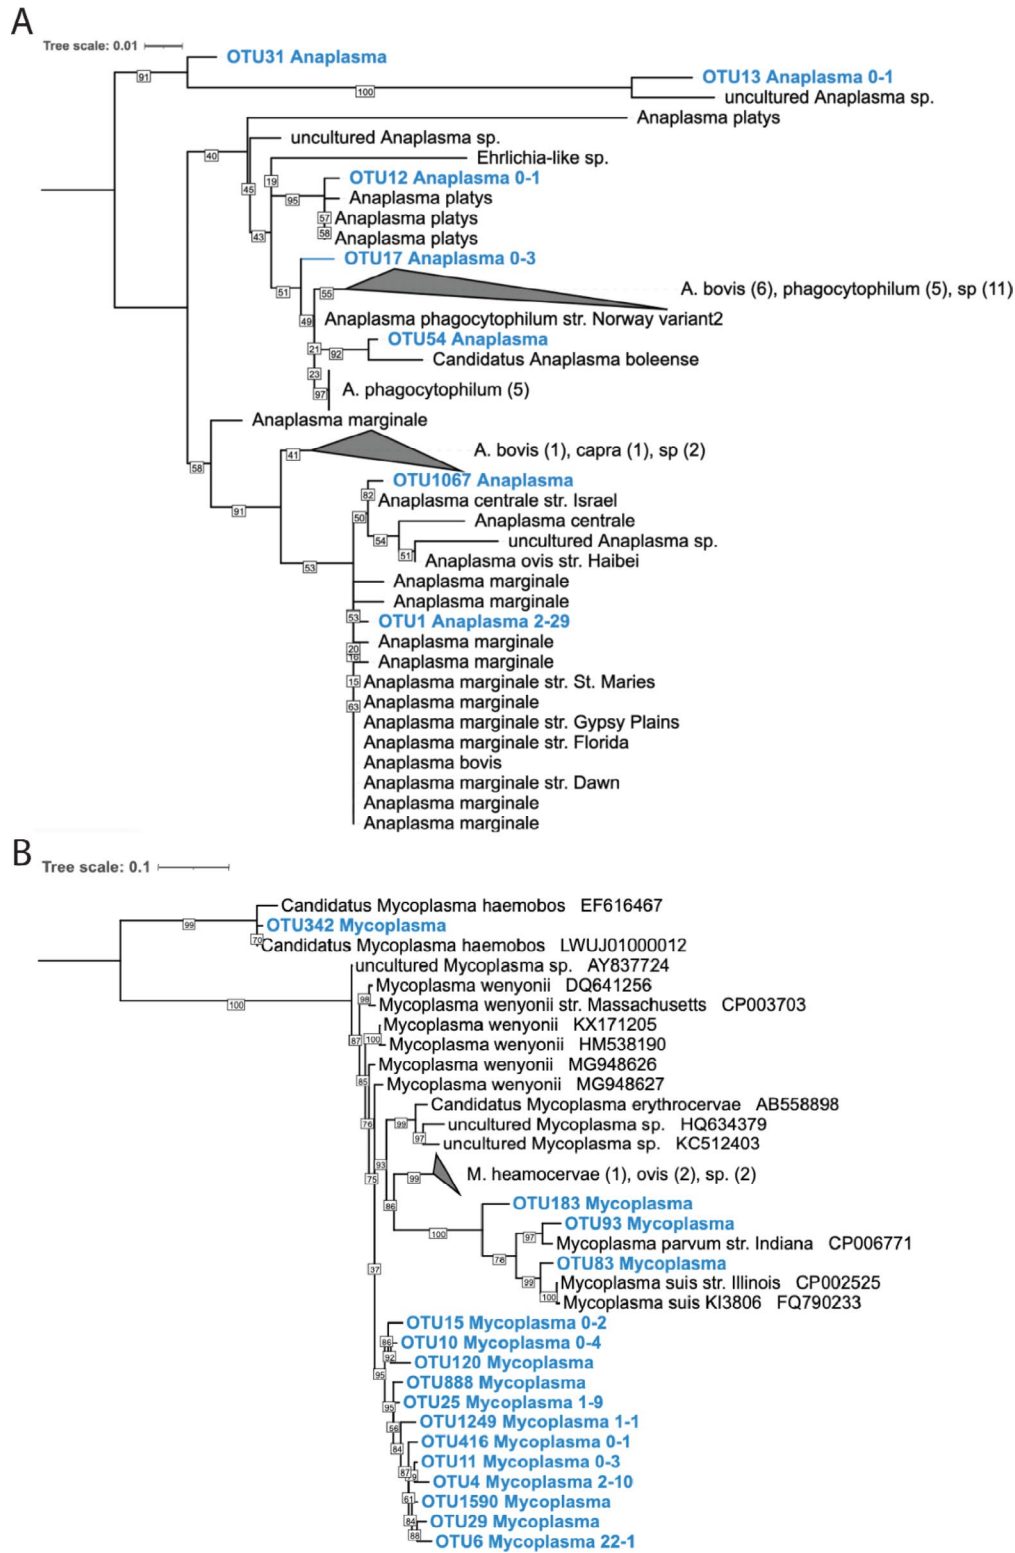 A
Tree scale: 0.01
OTU31 Anaplasma
91
OTU13 Anaplasma 0-1
100
uncultured Anaplasma sp.
Anaplasma platys
uncultured Anaplasma sp.
40
Ehrlichia-like sp.
19
OTU12 Anaplasma 0-1
45
95
Anaplasma platys
57
Anaplasma platys
58
Anaplasma platys
43
OTU17 Anaplasma 0-3
51
55
A. bovis (6), phagocytophilum (5), sp (11)
49
Anaplasma phagocytophilum str. Norway variant2
OTU54 Anaplasma
21
92
Candidatus Anaplasma boleense
23
97
A. phagocytophilum (5)
Anaplasma marginale
41
A. bovis (1), capra (1), sp (2)
58
OTU1067 Anaplasma
82
Anaplasma centrale str. Israel
91
50
Anaplasma centrale
54
uncultured Anaplasma sp.
51
Anaplasma ovis str. Haibei
53
Anaplasma marginale
Anaplasma marginale
53
OTU1 Anaplasma 2-29
20
Anaplasma marginale
16
Anaplasma marginale
15
Anaplasma marginale str. St. Maries
63
Anaplasma marginale
Anaplasma marginale str. Gypsy Plains
Anaplasma marginale str. Florida
Anaplasma bovis
Anaplasma marginale str. Dawn
Anaplasma marginale
Anaplasma marginale
B
Tree scale: 0.1
Candidatus Mycoplasma haemobos EF616467
99
OTU342 Mycoplasma
70
Candidatus Mycoplasma haemobos LWUJ01000012
uncultured Mycoplasma sp. AY837724
Mycoplasma wenyonii DQ641256
98
Mycoplasma wenyonii str. Massachusetts CP003703
100
Mycoplasma wenyonii KX171205
87
100
Mycoplasma wenyonii HM538190
Mycoplasma wenyonii MG948626
85
Mycoplasma wenyonii MG948627
Candidatus Mycoplasma erythrocervae AB558898
76
99
uncultured Mycoplasma sp. HQ634379
97
uncultured Mycoplasma sp. KC512403
93
75
99
M. heamocervae (1), ovis (2), sp. (2)
86
OTU183 Mycoplasma
100
OTU93 Mycoplasma
97
Mycoplasma parvum str. Indiana CP006771
78
OTU83 Mycoplasma
37
99
Mycoplasma suis str. Illinois CP002525
100
Mycoplasma suis KI3806 FQ790233
OTU15 Mycoplasma 0-2
86
OTU10 Mycoplasma 0-4
92
OTU120 Mycoplasma
95
OTU888 Mycoplasma
95
OTU25 Mycoplasma 1-9
56
OTU1249 Mycoplasma 1-1
84
OTU416 Mycoplasma 0-1
OTU11 Mycoplasma 0-3
87
OTU4 Mycoplasma 2-10
61
OTU1590 Mycoplasma
84
OTU29 Mycoplasma
88
OTU6 Mycoplasma 22-1